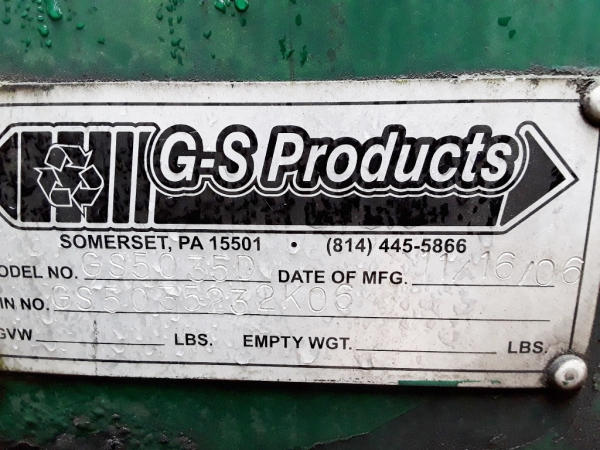 G-S Products
SOMERSET, PA 15501 • (814) 445-5866
ODEL NO. GS5035D DATE OF MFG. 11/16/06
IN NO. GS5035232K06
GVW LBS. EMPTY WGT. LBS.